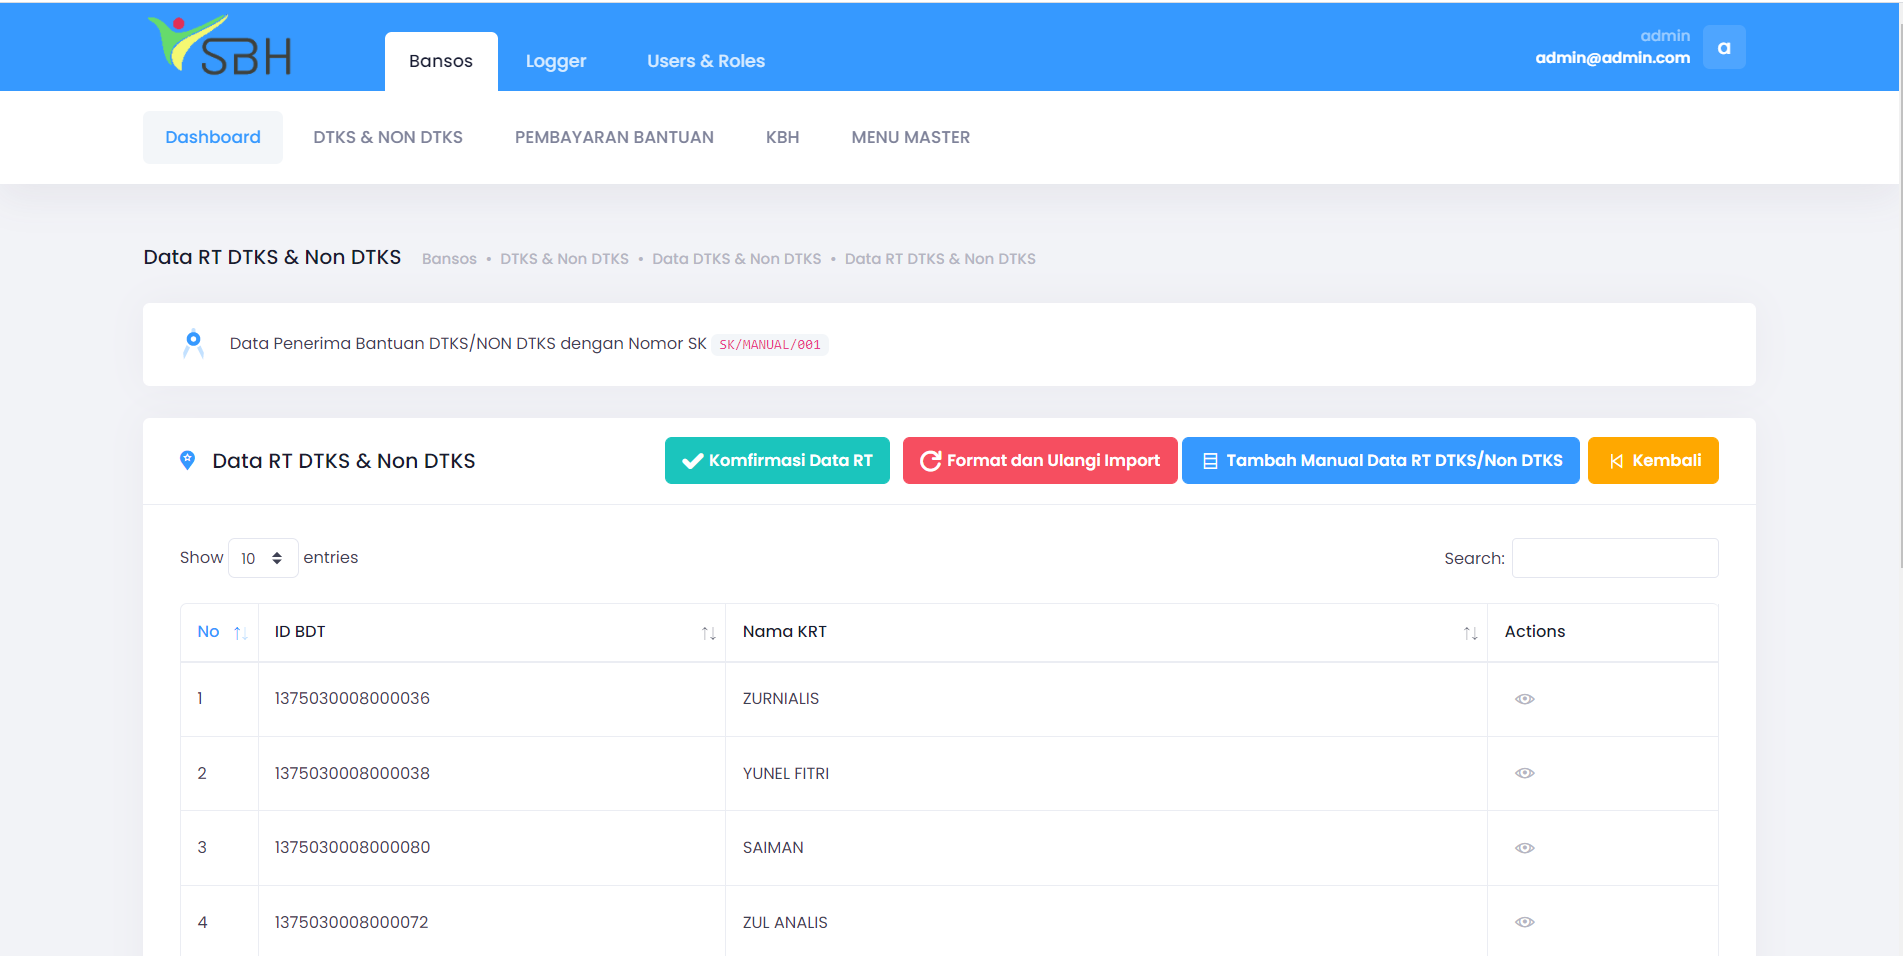 SBH
Bansos
Logger
Users & Roles
admin
admin@admin.com
a
Dashboard
DTKS & NON DTKS
PEMBAYARAN BANTUAN
KBH
MENU MASTER
Data RT DTKS & Non DTKS
Bansos • DTKS & Non DTKS • Data DTKS & Non DTKS • Data RT DTKS & Non DTKS
Data Penerima Bantuan DTKS/NON DTKS dengan Nomor SK SK/MANUAL/001
Data RT DTKS & Non DTKS
Komfirmasi Data RT
Format dan Ulangi Import
Tambah Manual Data RT DTKS/Non DTKS
Kembali
Show 10 entries
Search:
No ID BDT Nama KRT Actions
1 1375030008000036 ZURNIALIS
2 1375030008000038 YUNEL FITRI
3 1375030008000080 SAIMAN
4 1375030008000072 ZUL ANALIS